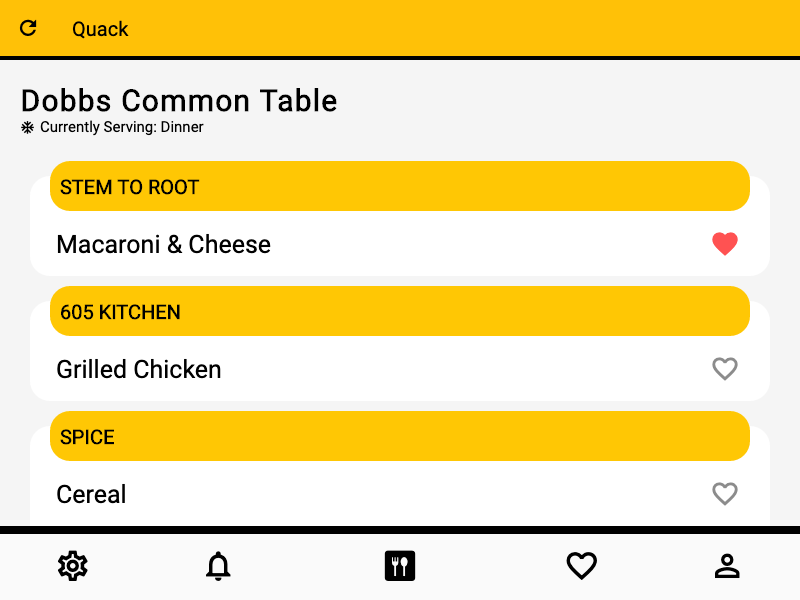 Quack
Dobbs Common Table
Currently Serving: Dinner
STEM TO ROOT
Macaroni & Cheese
605 KITCHEN
Grilled Chicken
SPICE
Cereal